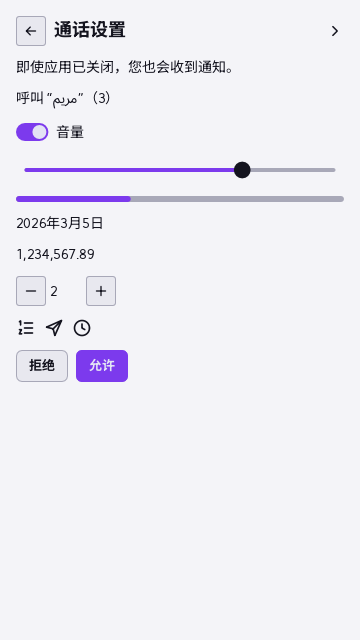 通话设置
即使应用已关闭，您也会收到通知。
呼叫 “مريم”（3）
音量
2026年3月5日
1,234,567.89
2
拒绝 允许